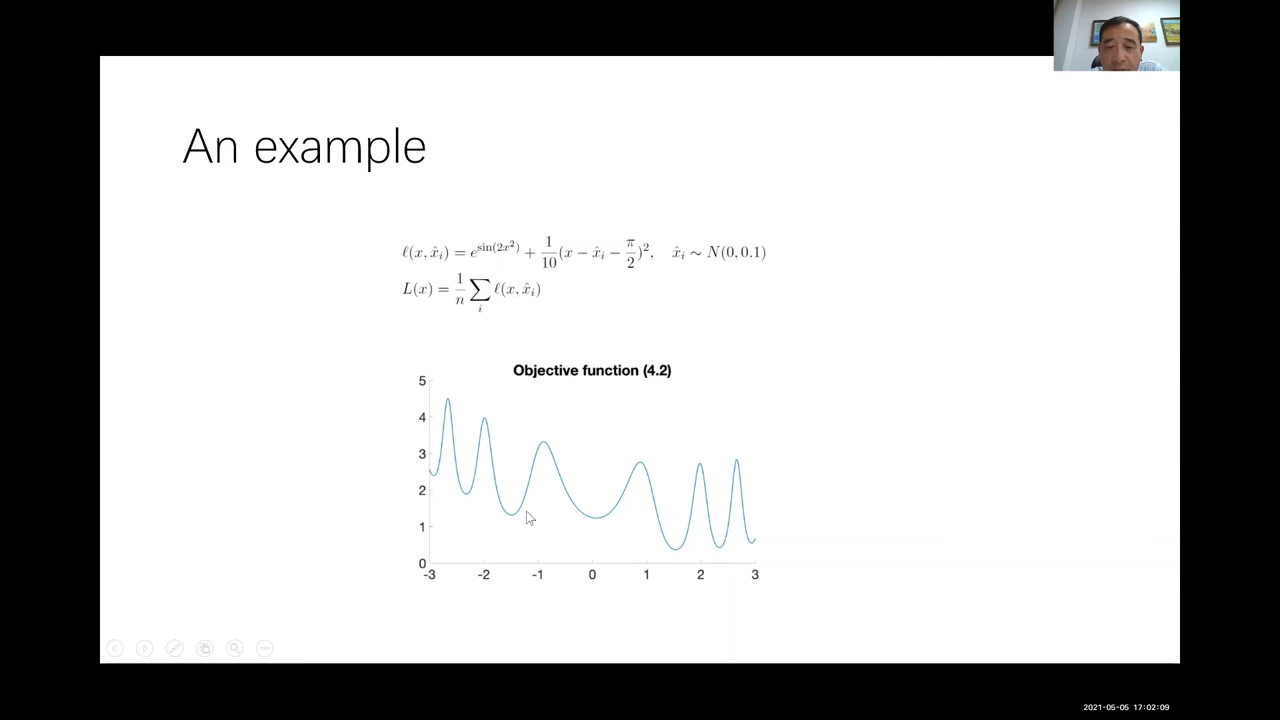 An example
ℓ(x, x̂ᵢ) = e^{sin(2x²)} + 1/10 (x − x̂ᵢ − π/2)², x̂ᵢ ∼ N(0, 0.1)
L(x) = 1/n ∑ᵢ ℓ(x, x̂ᵢ)
Objective function (4.2)
5
4
3
2
1
0
-3 -2 -1 0 1 2 3
2021-05-05 17:02:09